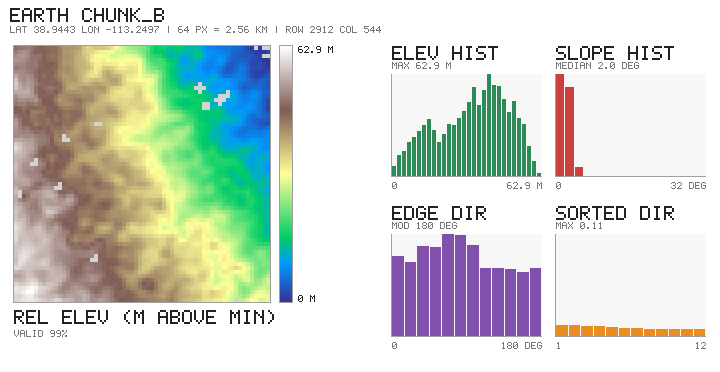 EARTH CHUNK_B
LAT 38.9443 LON -113.2497 | 64 PX = 2.56 KM | ROW 2912 COL 544
62.9 M
0 M
REL ELEV (M ABOVE MIN)
VALID 99%
ELEV HIST
MAX 62.9 M
0 62.9 M
SLOPE HIST
MEDIAN 2.0 DEG
0 32 DEG
EDGE DIR
MOD 180 DEG
0 180 DEG
SORTED DIR
MAX 0.11
1 12